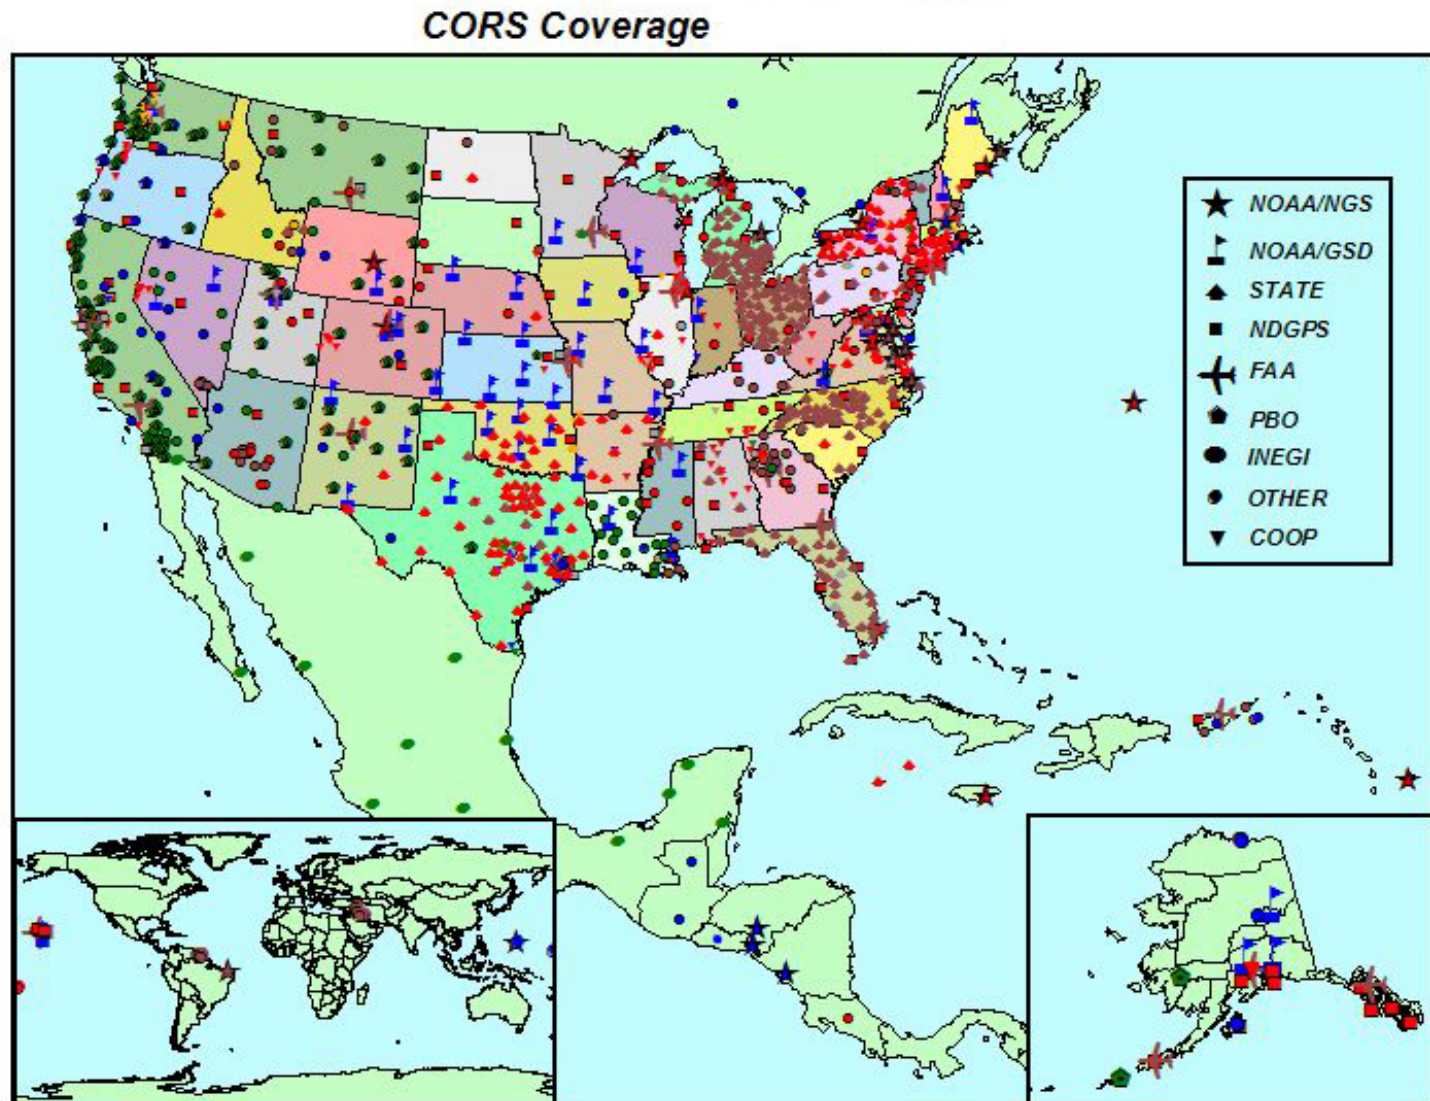 CORS Coverage
NOAA/NGS
NOAA/GSD
STATE
NDGPS
FAA
PBO
INEGI
OTHER
COOP